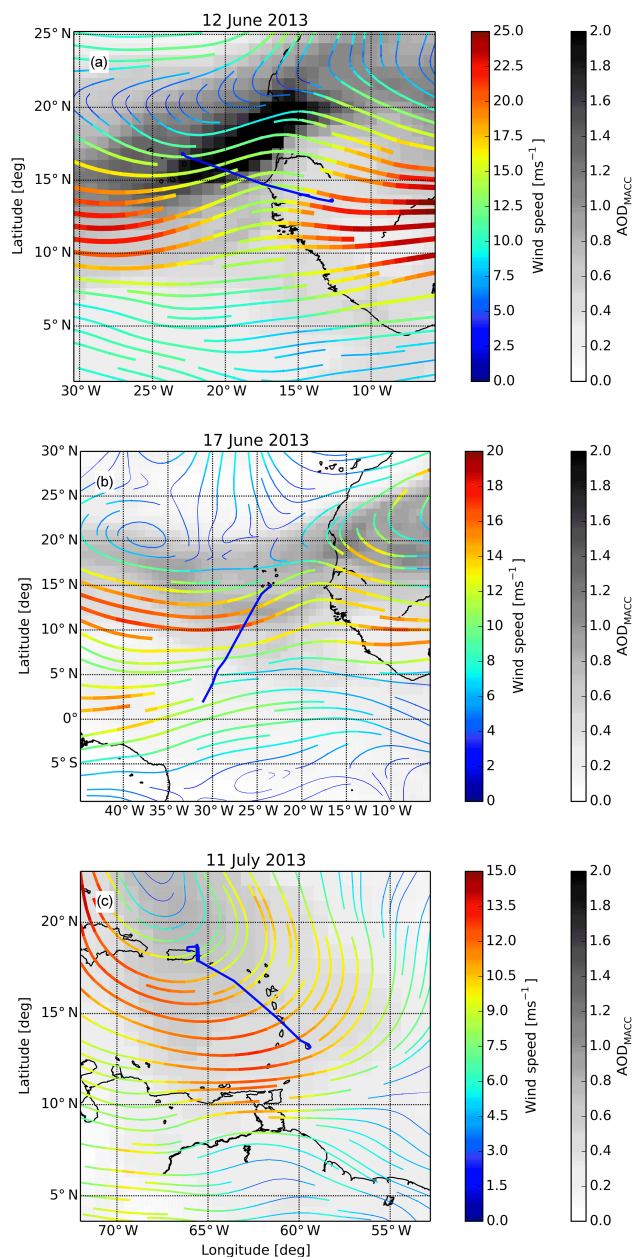 12 June 2013
(a)
25° N
20° N
15° N
10° N
5° N
Latitude [deg]
30° W 25° W 20° W 15° W 10° W
25.0
22.5
20.0
17.5
15.0
12.5
10.0
7.5
5.0
2.5
0.0
Wind speed [ms⁻¹]
2.0
1.8
1.6
1.4
1.2
1.0
0.8
0.6
0.4
0.2
0.0
AOD_MACC
17 June 2013
(b)
30° N
25° N
20° N
15° N
10° N
5° N
0°
5° S
Latitude [deg]
40° W 35° W 30° W 25° W 20° W 15° W 10° W
20
18
16
14
12
10
8
6
4
2
0
Wind speed [ms⁻¹]
2.0
1.8
1.6
1.4
1.2
1.0
0.8
0.6
0.4
0.2
0.0
AOD_MACC
11 July 2013
(c)
20° N
15° N
10° N
5° N
Latitude [deg]
70° W 65° W 60° W 55° W
Longitude [deg]
15.0
13.5
12.0
10.5
9.0
7.5
6.0
4.5
3.0
1.5
0.0
Wind speed [ms⁻¹]
2.0
1.8
1.6
1.4
1.2
1.0
0.8
0.6
0.4
0.2
0.0
AOD_MACC